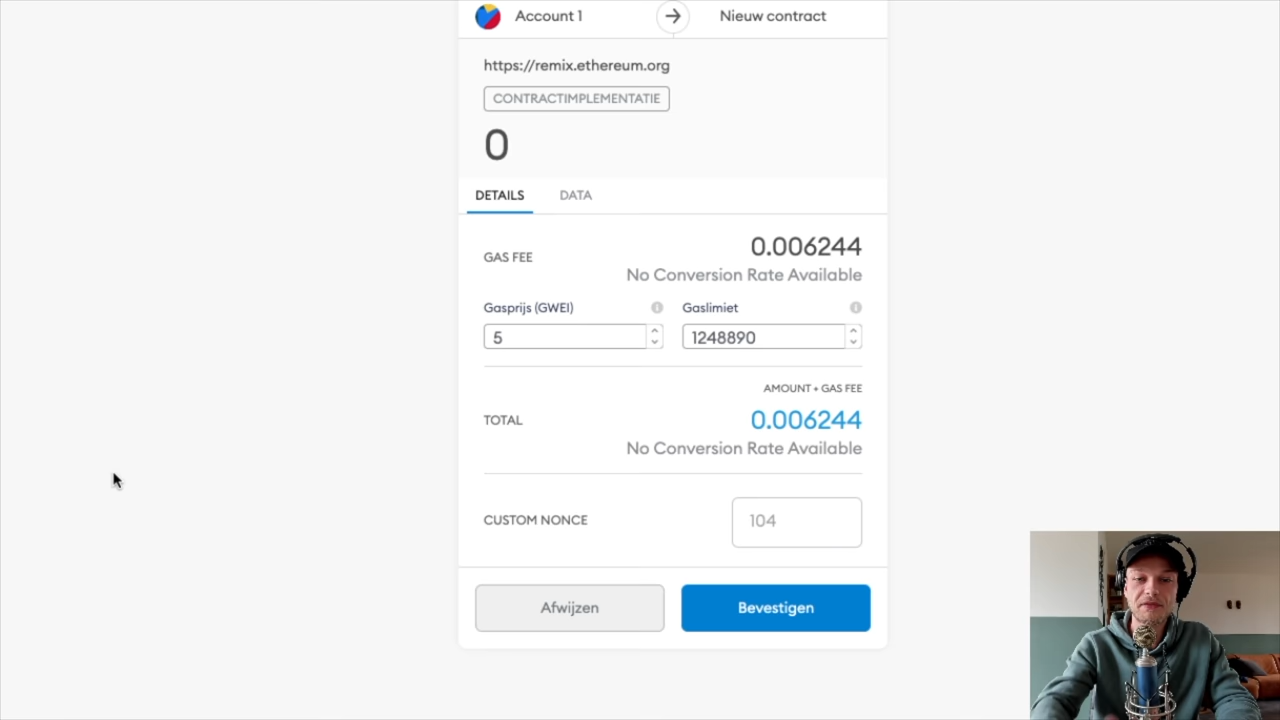 Account 1
Nieuw contract
https://remix.ethereum.org
CONTRACTIMPLEMENTATIE
0
DETAILS DATA
GAS FEE
0.006244
No Conversion Rate Available
Gasprijs (GWEI)
Gaslimiet
5
1248890
AMOUNT + GAS FEE
TOTAL
0.006244
No Conversion Rate Available
CUSTOM NONCE
104
Afwijzen
Bevestigen